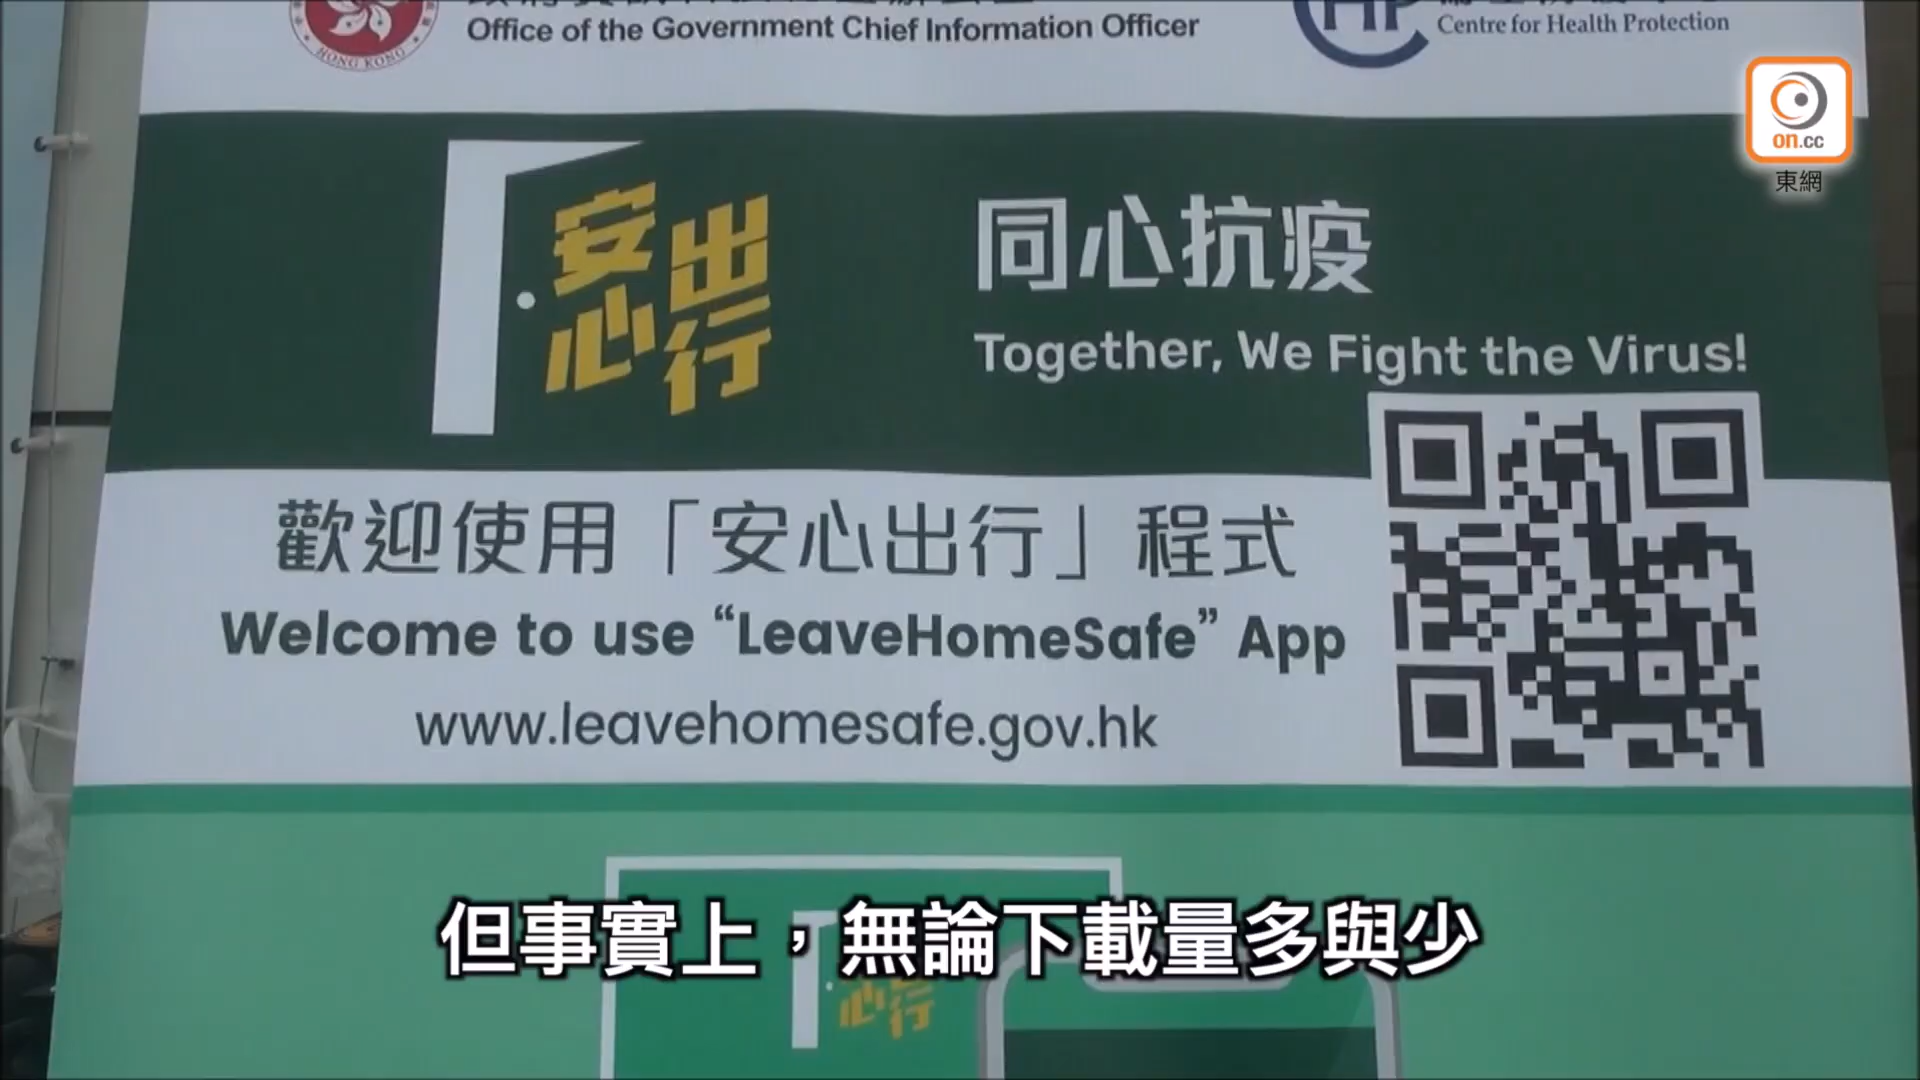 HONG KONG
Office of the Government Chief Information Officer
CHP
Centre for Health Protection
on.cc
東網
安心出行
同心抗疫
Together, We Fight the Virus!
歡迎使用「安心出行」程式
Welcome to use “LeaveHomeSafe” App
www.leavehomesafe.gov.hk
心行
但事實上，無論下載量多與少